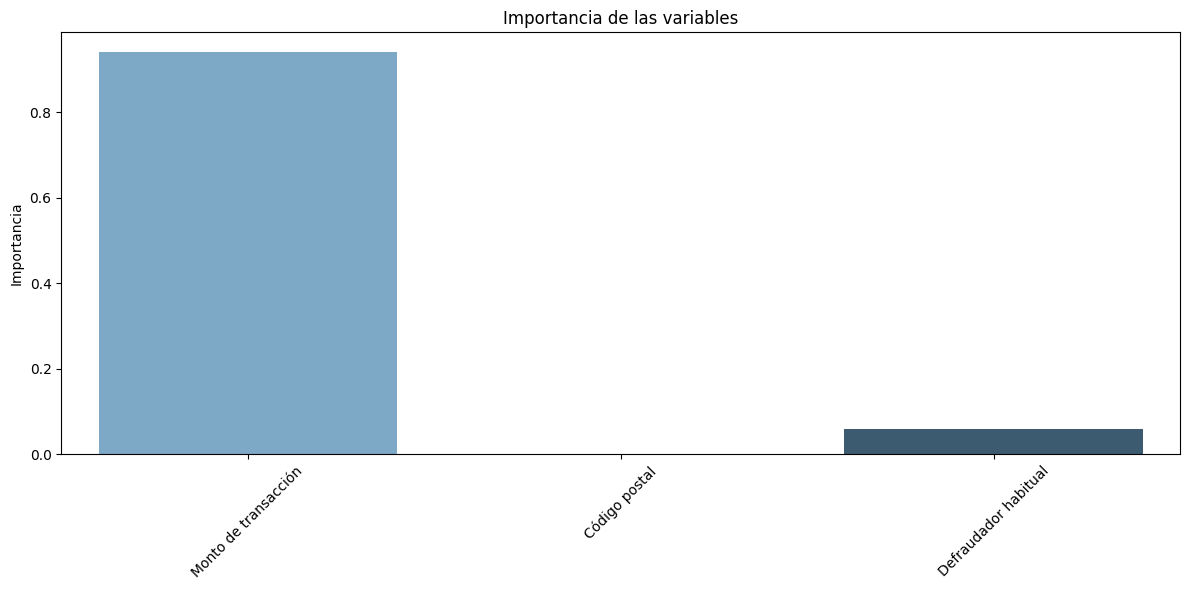 Importancia de las variables
Importancia
0.8
0.6
0.4
0.2
0.0
Monto de transacción
Código postal
Defraudador habitual